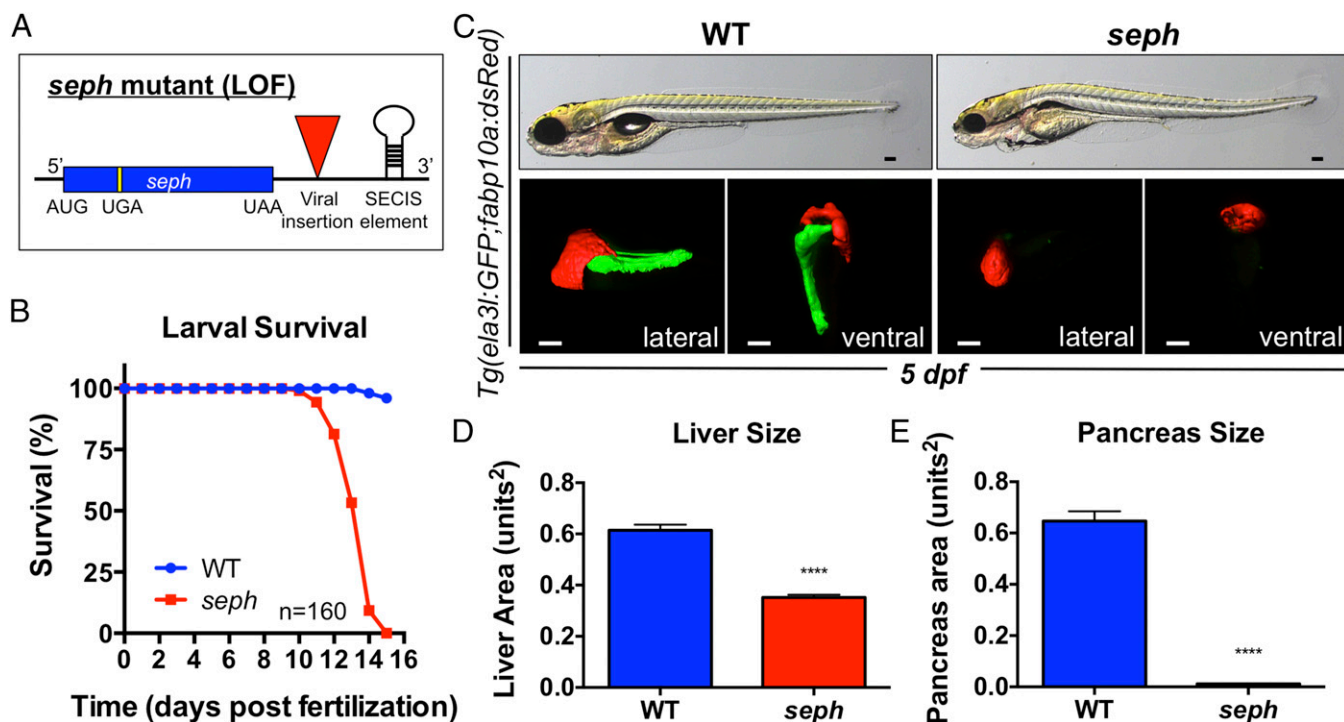 A
seph mutant (LOF)
5’
3’
seph
AUG
UGA
UAA
Viral
insertion
SECIS
element
B
Larval Survival
Survival (%)
100
75
50
25
0
WT
seph
n=160
0 2 4 6 8 10 12 14 16
Time (days post fertilization)
C
WT
seph
Tg(ela3l:GFP;fabp10a:dsRed)
lateral
ventral
lateral
ventral
5 dpf
D
Liver Size
Liver Area (units²)
0.8
0.6
0.4
0.2
0.0
****
WT
seph
E
Pancreas Size
Pancreas area (units²)
0.8
0.6
0.4
0.2
0.0
****
WT
seph